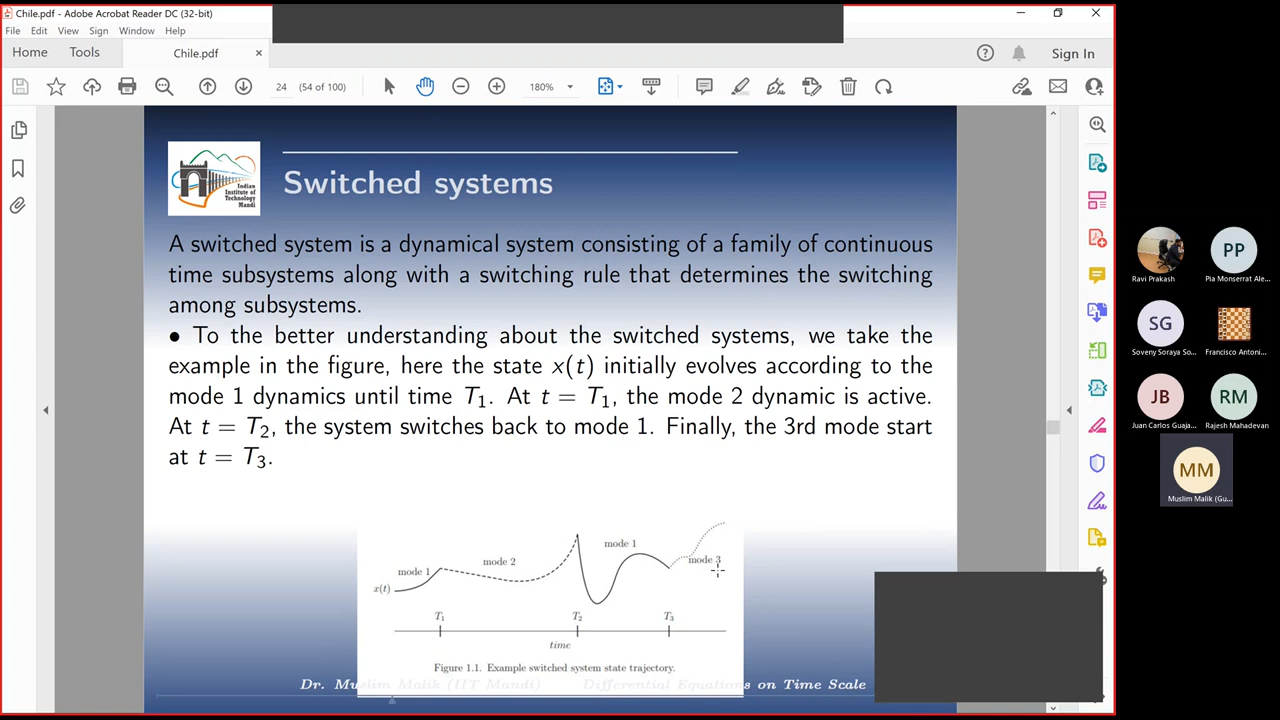 Chile.pdf - Adobe Acrobat Reader DC (32-bit)
File Edit View Sign Window Help
Home Tools Chile.pdf × Sign In
24 (54 of 100) 180%
Indian
Institute of
Technology
Mandi
Switched systems
A switched system is a dynamical system consisting of a family of continuous
time subsystems along with a switching rule that determines the switching
among subsystems.
• To the better understanding about the switched systems, we take the
example in the figure, here the state x(t) initially evolves according to the
mode 1 dynamics until time T₁. At t = T₁, the mode 2 dynamic is active.
At t = T₂, the system switches back to mode 1. Finally, the 3rd mode start
at t = T₃.
mode 1 mode 2 mode 1 mode 3
x(t)
T₁ T₂ T₃
time
Figure 1.1. Example switched system state trajectory.
Dr. Muslim Malik (IIT Mandi) Differential Equations on Time Scale
PP
Ravi Prakash Pia Monserrat Ale...
SG
Soveny Soraya So... Francisco Antoni...
JB RM
Juan Carlos Guaja... Rajesh Mahadevan
MM
Muslim Malik (Gu...